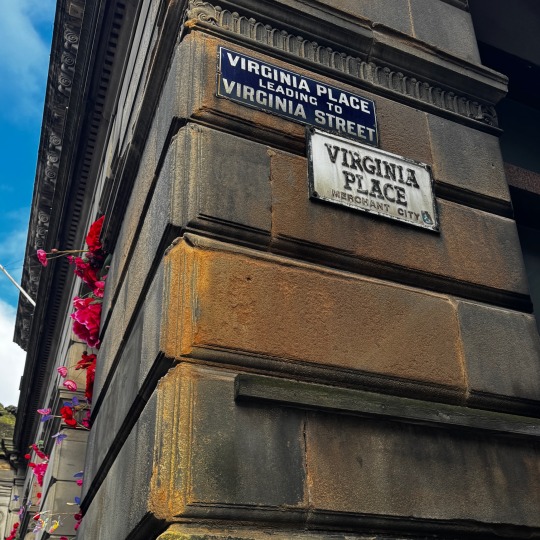 VIRGINIA PLACE
LEADING TO
VIRGINIA STREET
VIRGINIA
PLACE
MERCHANT CITY